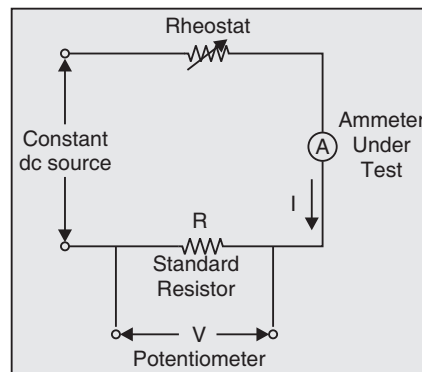 Rheostat
Constant
dc source
Ammeter
Under
Test
A
I
R
Standard
Resistor
V
Potentiometer